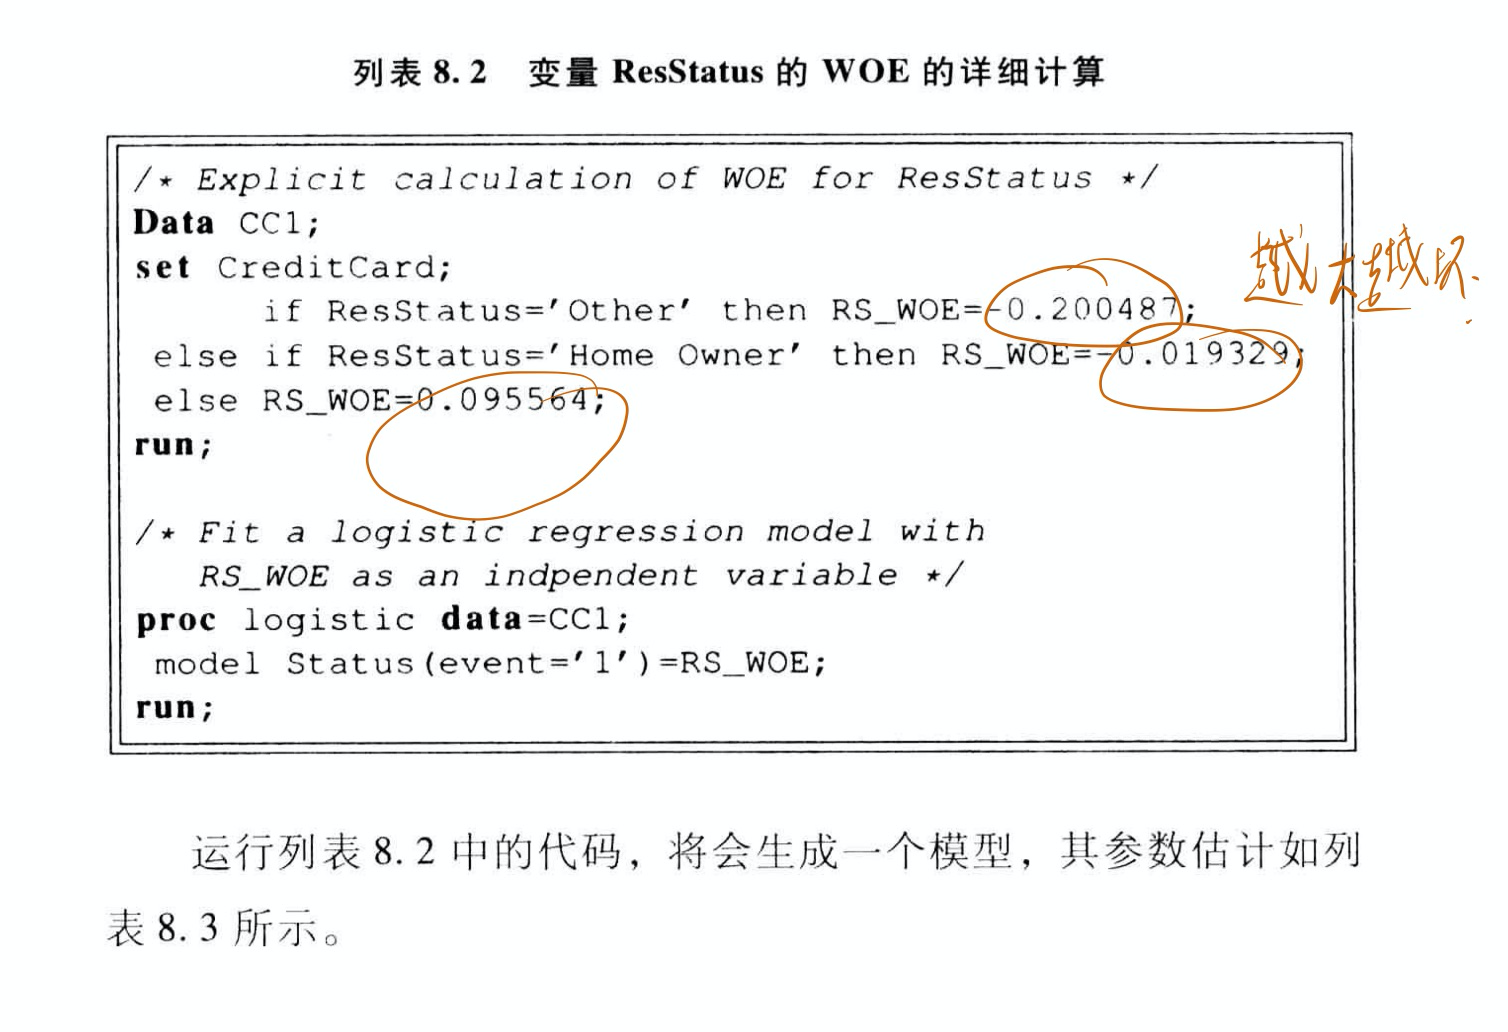 列表 8.2 变量 ResStatus 的 WOE 的详细计算
/* Explicit calculation of WOE for ResStatus */
Data CC1;
set CreditCard;
if ResStatus='Other' then RS_WOE=-0.200487;
越大越坏.
else if ResStatus='Home Owner' then RS_WOE=-0.019329;
else RS_WOE=0.095564;
run;
/* Fit a logistic regression model with
RS_WOE as an indpendent variable */
proc logistic data=CC1;
model Status(event='1')=RS_WOE;
run;
运行列表 8.2 中的代码，将会生成一个模型，其参数估计如列
表 8.3 所示。